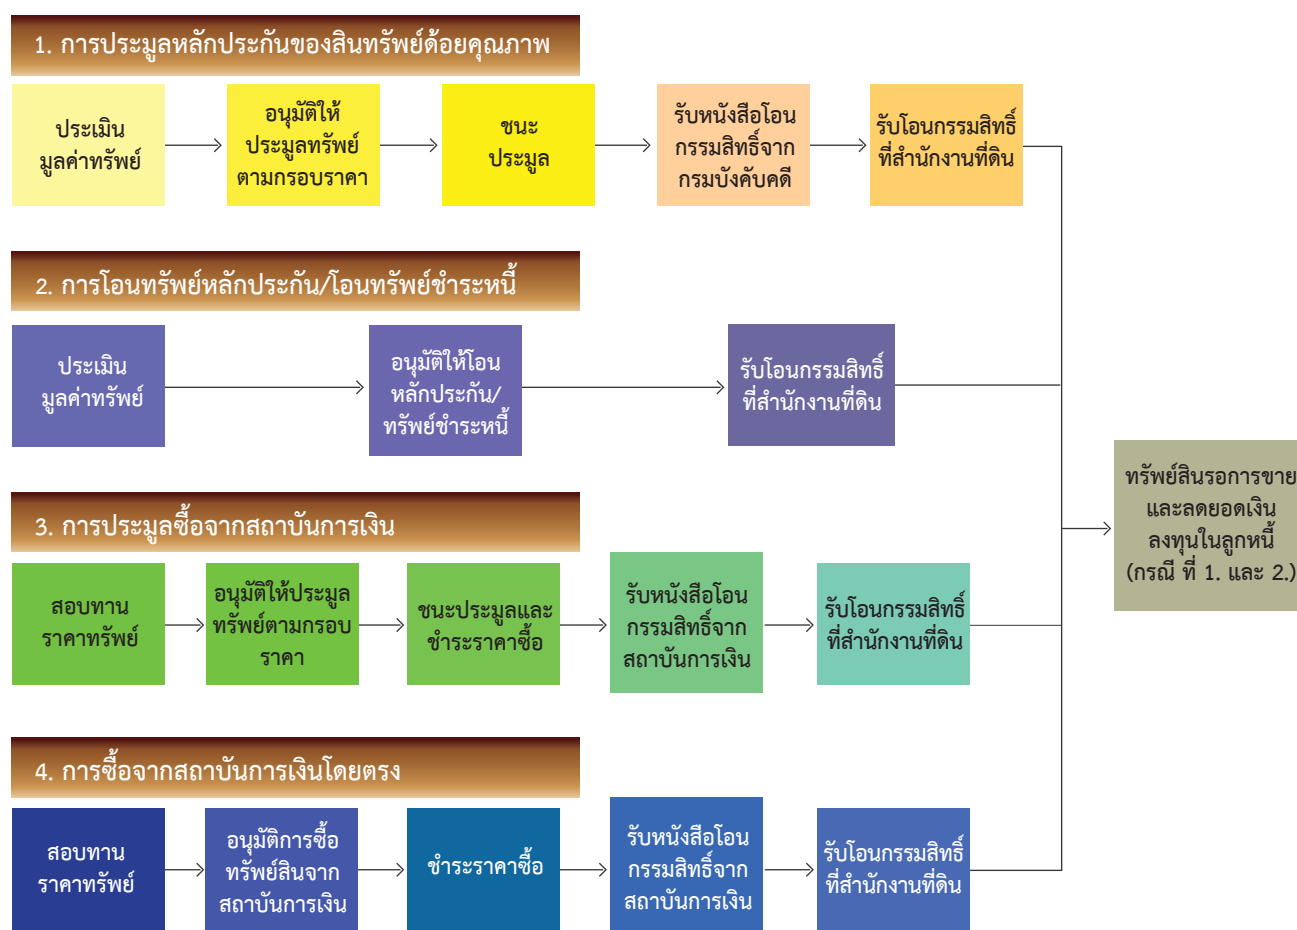 1. การประมูลหลักประกันของสินทรัพย์ด้อยคุณภาพ
ประเมิน
มูลค่าทรัพย์
อนุมัติให้
ประมูลทรัพย์
ตามกรอบราคา
ชนะ
ประมูล
รับหนังสือโอน
กรรมสิทธิ์จาก
กรมบังคับคดี
รับโอนกรรมสิทธิ์
ที่สำนักงานที่ดิน
2. การโอนทรัพย์หลักประกัน/โอนทรัพย์ชำระหนี้
ประเมิน
มูลค่าทรัพย์
อนุมัติให้โอน
หลักประกัน/
ทรัพย์ชำระหนี้
รับโอนกรรมสิทธิ์
ที่สำนักงานที่ดิน
ทรัพย์สินรอการขาย
และลดยอดเงิน
ลงทุนในลูกหนี้
(กรณี ที่ 1. และ 2.)
3. การประมูลซื้อจากสถาบันการเงิน
สอบทาน
ราคาทรัพย์
อนุมัติให้ประมูล
ทรัพย์ตามกรอบ
ราคา
ชนะประมูลและ
ชำระราคาซื้อ
รับหนังสือโอน
กรรมสิทธิ์จาก
สถาบันการเงิน
รับโอนกรรมสิทธิ์
ที่สำนักงานที่ดิน
4. การซื้อจากสถาบันการเงินโดยตรง
สอบทาน
ราคาทรัพย์
อนุมัติการซื้อ
ทรัพย์สินจาก
สถาบันการเงิน
ชำระราคาซื้อ
รับหนังสือโอน
กรรมสิทธิ์จาก
สถาบันการเงิน
รับโอนกรรมสิทธิ์
ที่สำนักงานที่ดิน